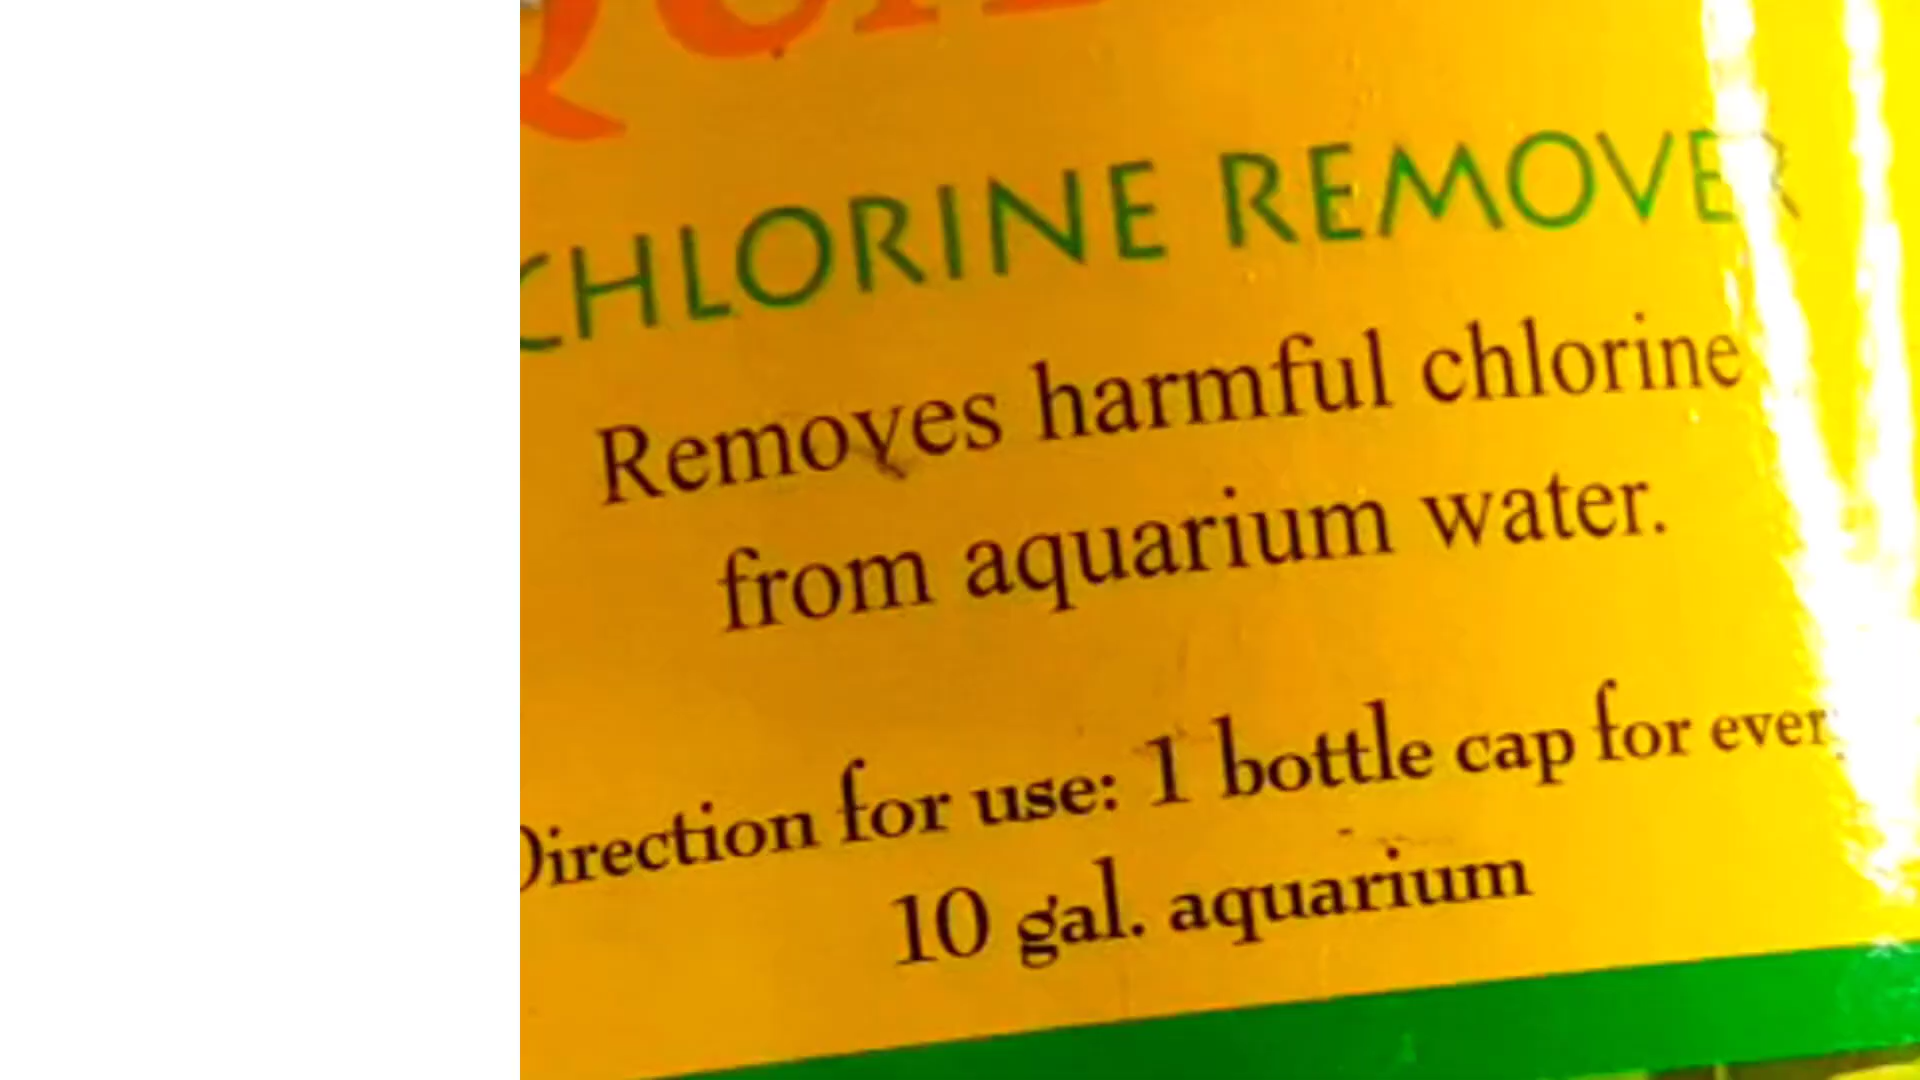 CHLORINE REMOVER
Removes harmful chlorine
from aquarium water.
Direction for use: 1 bottle cap for every
10 gal. aquarium